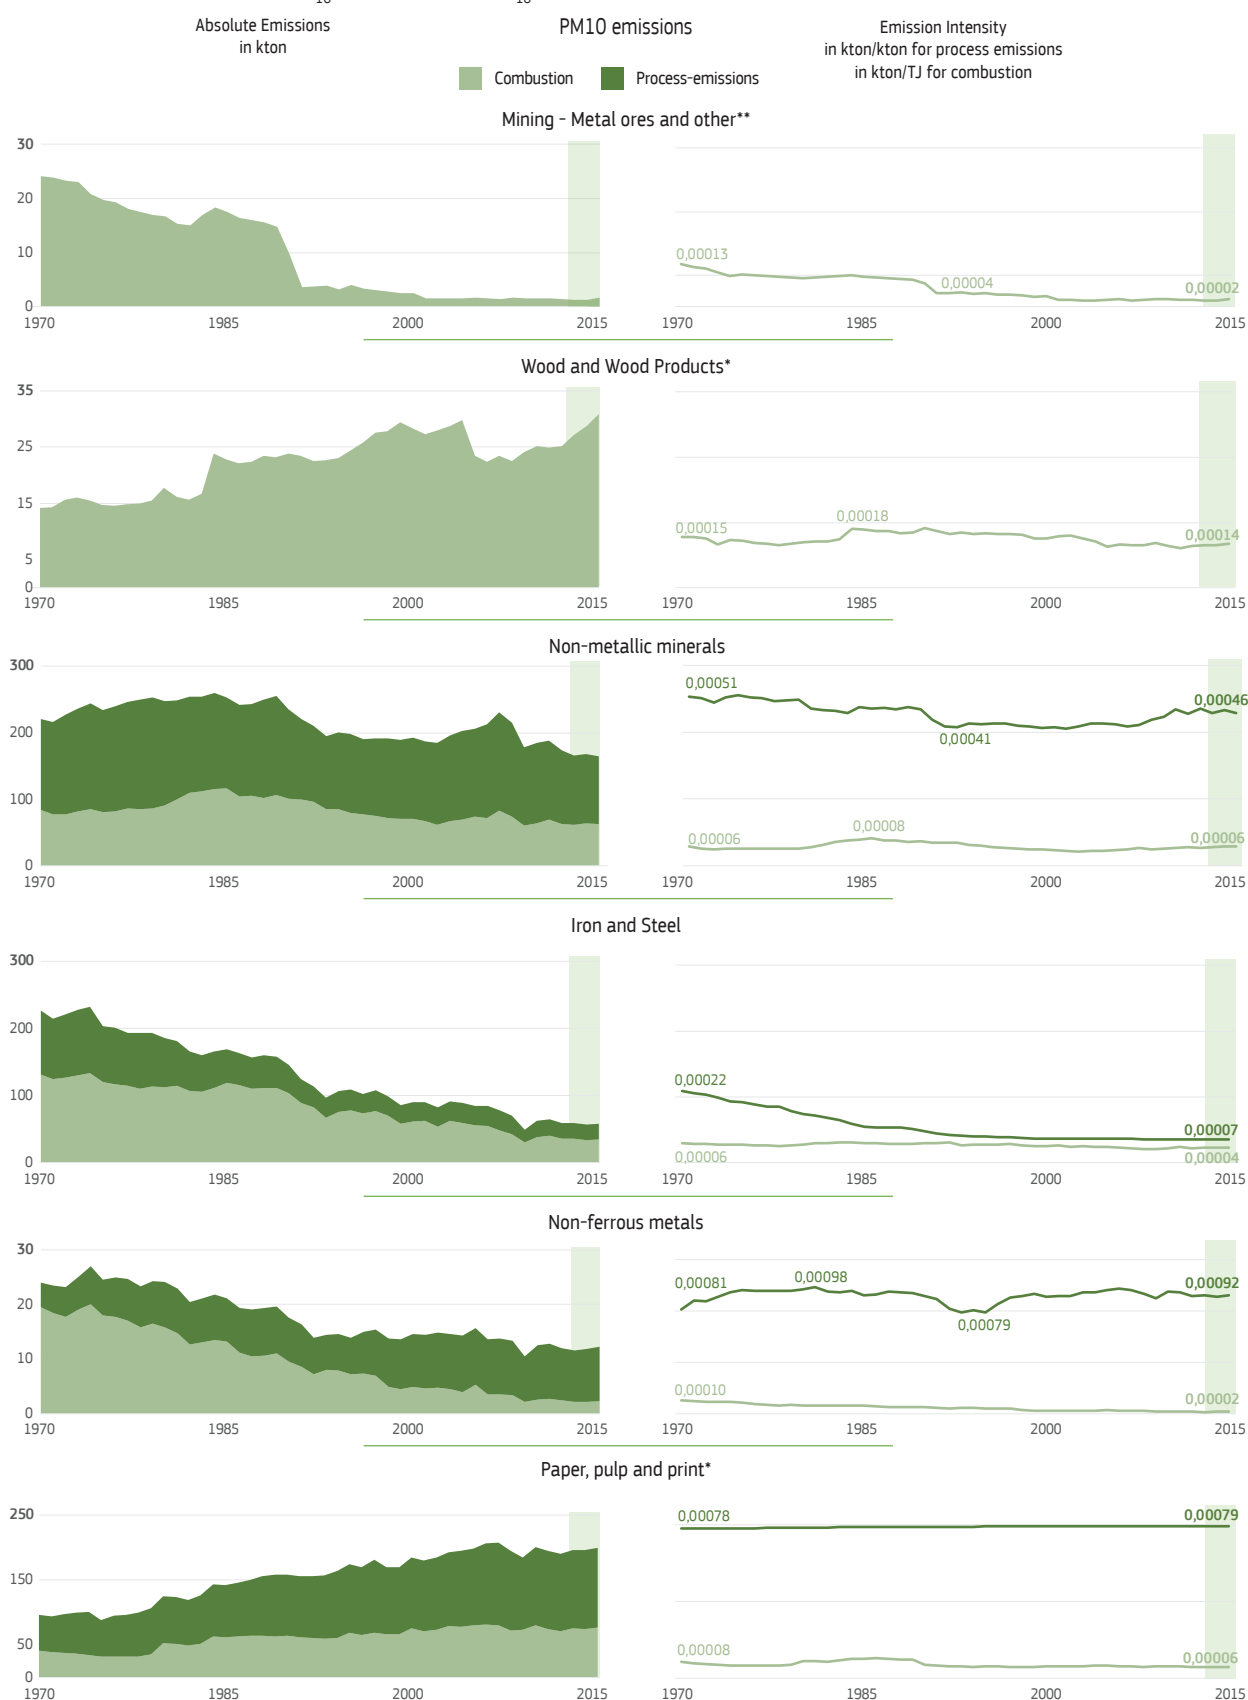 10 10
Absolute Emissions
in kton
PM10 emissions
Emission Intensity
in kton/kton for process emissions
in kton/TJ for combustion
Combustion Process-emissions
Mining - Metal ores and other**
30
20
10
0
1970 1985 2000 2015
0,00013
0,00004
0,00002
1970 1985 2000 2015
Wood and Wood Products*
35
25
15
5
0
1970 1985 2000 2015
0,00015
0,00018
0,00014
1970 1985 2000 2015
Non-metallic minerals
300
200
100
0
1970 1985 2000 2015
0,00051
0,00041
0,00046
0,00006
0,00008
0,00006
1970 1985 2000 2015
Iron and Steel
300
200
100
0
1970 1985 2000 2015
0,00022
0,00007
0,00006
0,00004
1970 1985 2000 2015
Non-ferrous metals
30
20
10
0
1970 1985 2000 2015
0,00081
0,00098
0,00079
0,00092
0,00010
0,00002
1970 1985 2000 2015
Paper, pulp and print*
250
150
50
0
1970 1985 2000 2015
0,00078
0,00079
0,00008
0,00006
1970 1985 2000 2015